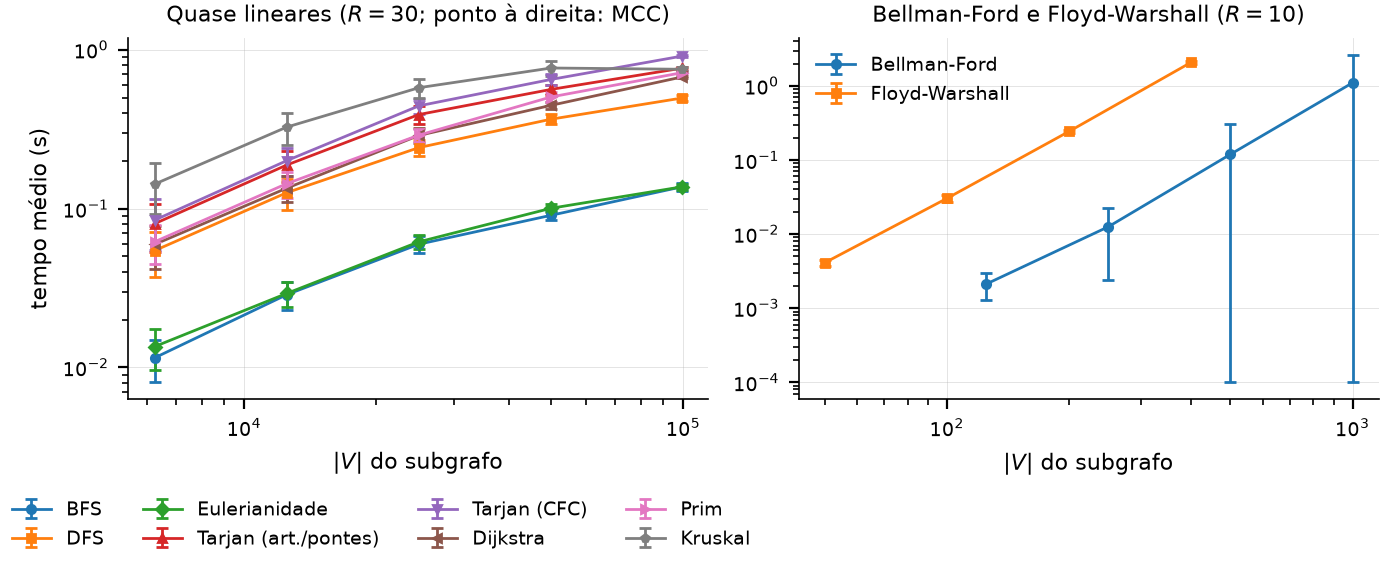 Quase lineares (R = 30; ponto à direita: MCC)
tempo médio (s)
10⁰
10⁻¹
10⁻²
10⁴
10⁵
|V| do subgrafo
Bellman-Ford e Floyd-Warshall (R = 10)
Bellman-Ford
Floyd-Warshall
10⁰
10⁻¹
10⁻²
10⁻³
10⁻⁴
10²
10³
|V| do subgrafo
BFS
DFS
Eulerianidade
Tarjan (art./pontes)
Tarjan (CFC)
Dijkstra
Prim
Kruskal